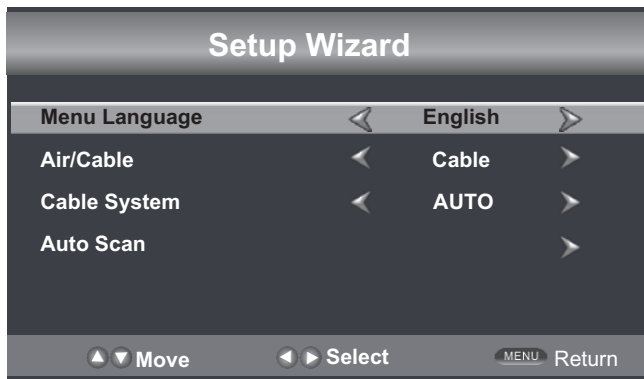 Setup Wizard
Menu Language English
Air/Cable Cable
Cable System AUTO
Auto Scan
Move Select MENU Return